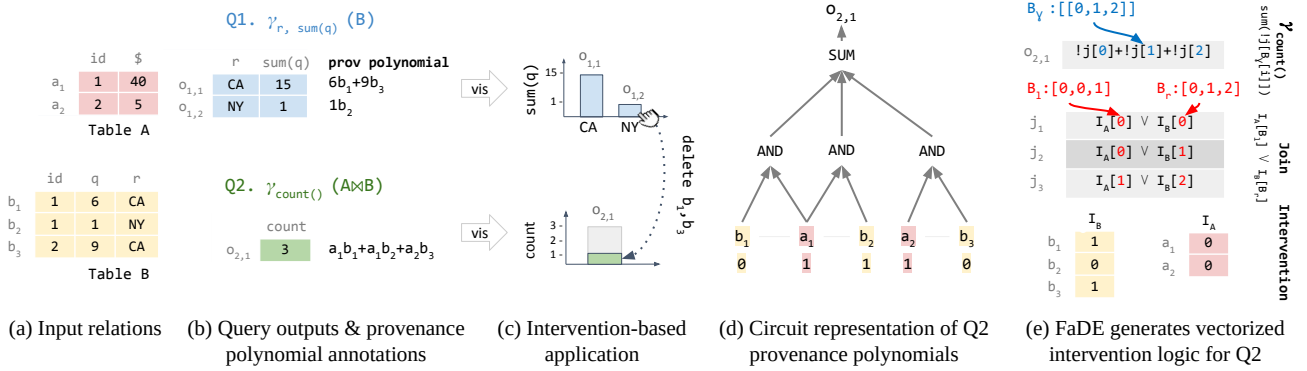 id $
a1 1 40
a2 2 5
Table A
id q r
b1 1 6 CA
b2 1 1 NY
b3 2 9 CA
Table B
(a) Input relations
Q1. γr, sum(q) (B)
r sum(q) prov polynomial
o1,1 CA 15 6b1+9b3
o1,2 NY 1 1b2
Q2. γcount() (A⋈B)
count
o2,1 3 a1b1+a1b2+a2b3
(b) Query outputs & provenance
polynomial annotations
vis
vis
sum(q)
15
1
o1,1
o1,2
CA NY
delete b1,b3
count
3
2
1
o2,1
(c) Intervention-based
application
o2,1
SUM
AND AND AND
b1 a1 b2 a2 b3
0 1 1 1 0
(d) Circuit representation of Q2
provenance polynomials
Bγ:[[0,1,2]]
o2,1 !j[0]+!j[1]+!j[2]
Bl:[0,0,1] Br:[0,1,2]
j1 IA[0] ∨ IB[0]
j2 IA[0] ∨ IB[1]
j3 IA[1] ∨ IB[2]
IB
b1 1
b2 0
b3 1
IA
a1 0
a2 0
γcount()
sum(!j[Bγ[i]])
Join
IA[Bl] ∨ IB[Br]
Intervention
(e) FaDE generates vectorized
intervention logic for Q2